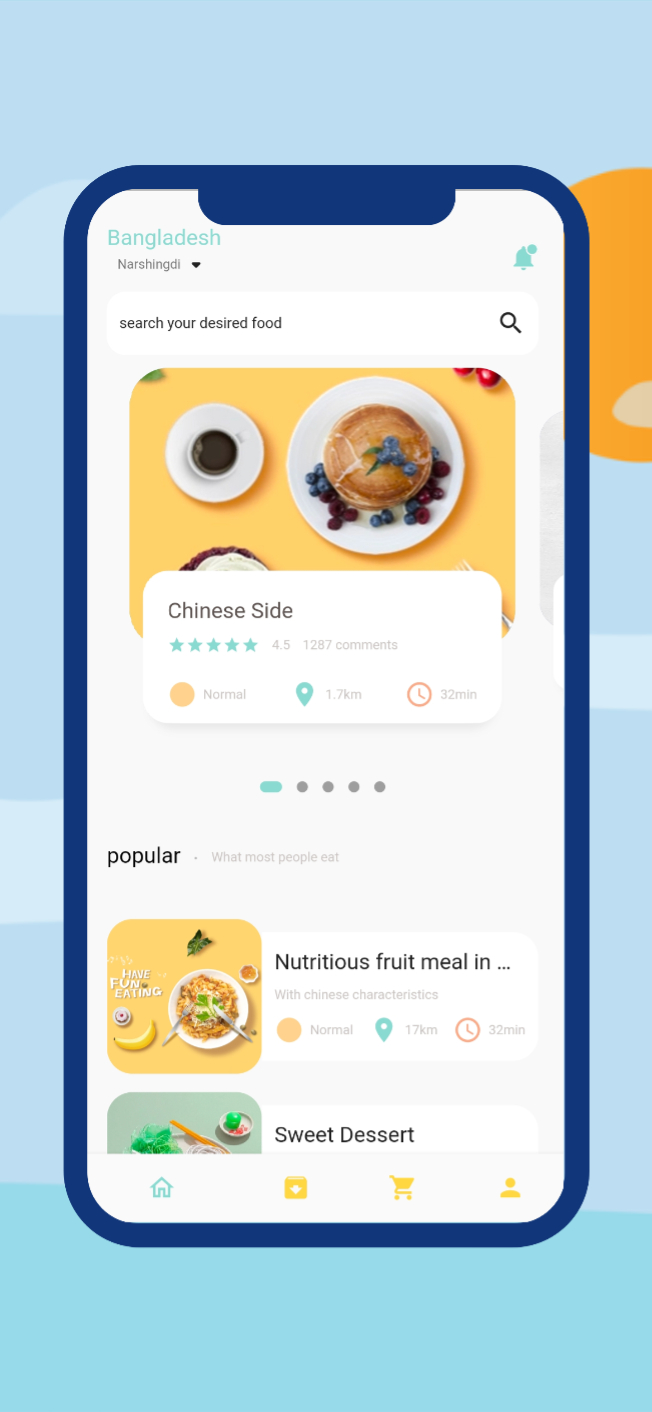 Bangladesh
Narshingdi
search your desired food
Chinese Side
4.5 1287 comments
Normal 1.7km 32min
popular · What most people eat
HAVE
FUN
EATING
Nutritious fruit meal in ...
With chinese characteristics
Normal 17km 32min
Sweet Dessert